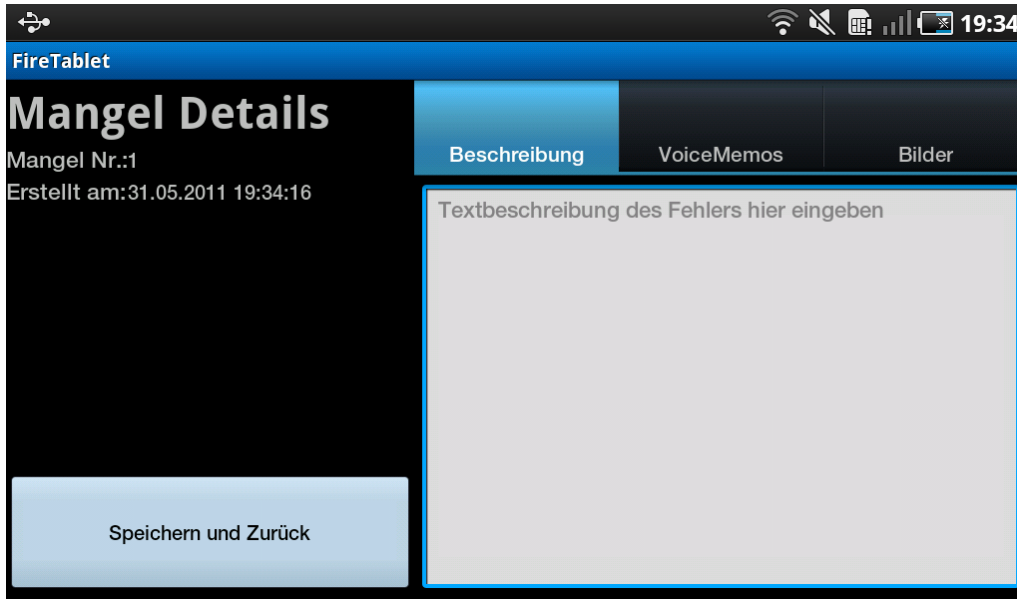 19:34
FireTablet
Mangel Details
Mangel Nr.:1
Erstellt am:31.05.2011 19:34:16
Speichern und Zurück
Beschreibung VoiceMemos Bilder
Textbeschreibung des Fehlers hier eingeben